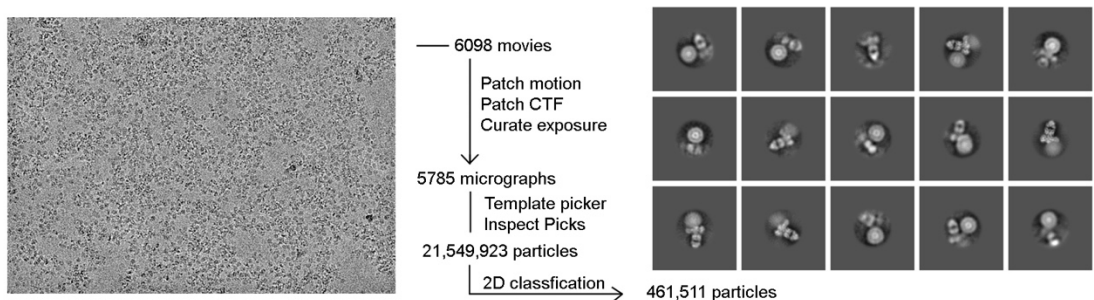 6098 movies
Patch motion
Patch CTF
Curate exposure
5785 micrographs
Template picker
Inspect Picks
21,549,923 particles
2D classfication
461,511 particles